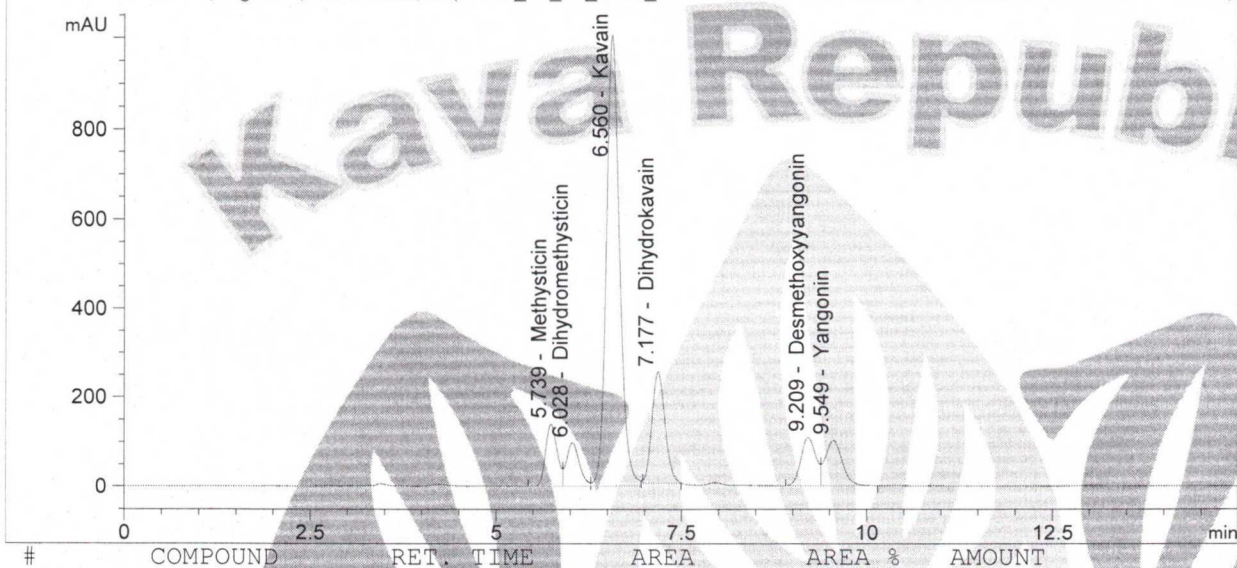 Kava Republ
mAU
800
600
400
200
0
5.739 - Methysticin
6.028 - Dihydromethysticin
6.560 - Kavain
7.177 - Dihydrokavain
9.209 - Desmethoxyyangonin
9.549 - Yangonin
0 2.5 5 7.5 10 12.5 min
# COMPOUND RET. TIME AREA AREA % AMOUNT